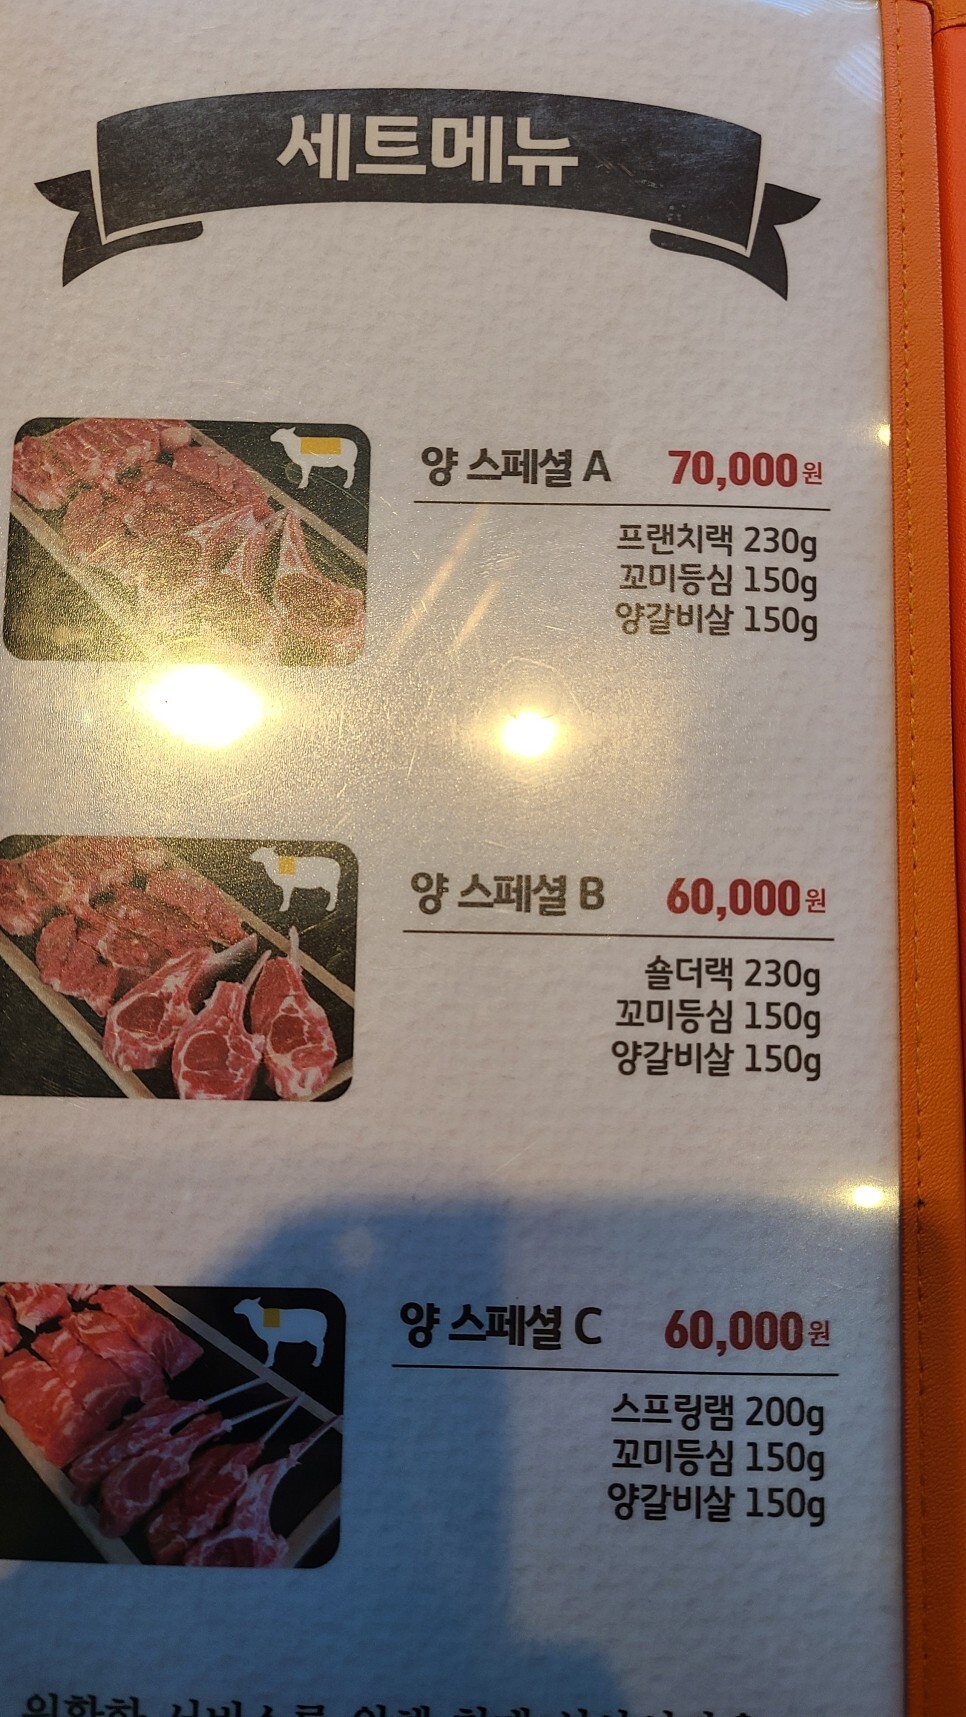 세트메뉴
양 스페셜 A 70,000원
프랜치랙 230g
꼬미등심 150g
양갈비살 150g
양 스페셜 B 60,000원
숄더랙 230g
꼬미등심 150g
양갈비살 150g
양 스페셜 C 60,000원
스프링램 200g
꼬미등심 150g
양갈비살 150g